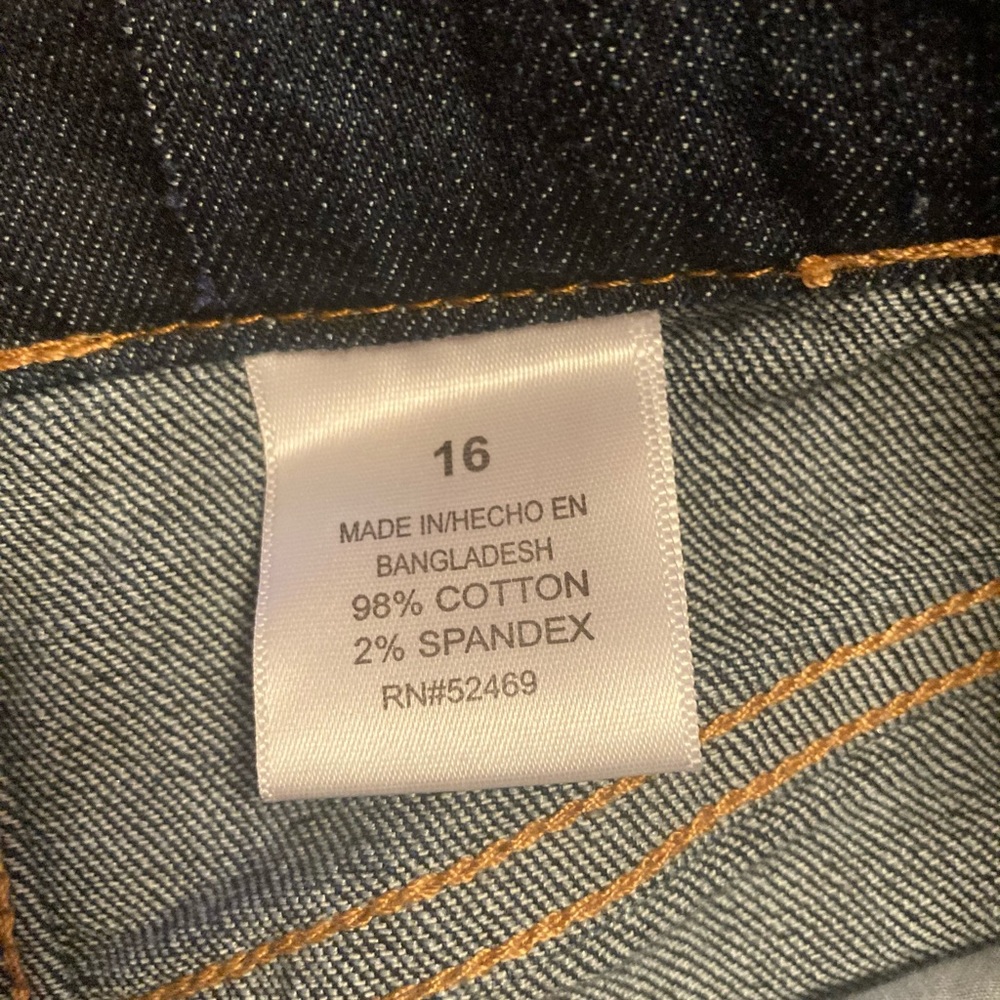 16
MADE IN/HECHO EN
BANGLADESH
98% COTTON
2% SPANDEX
RN#52469